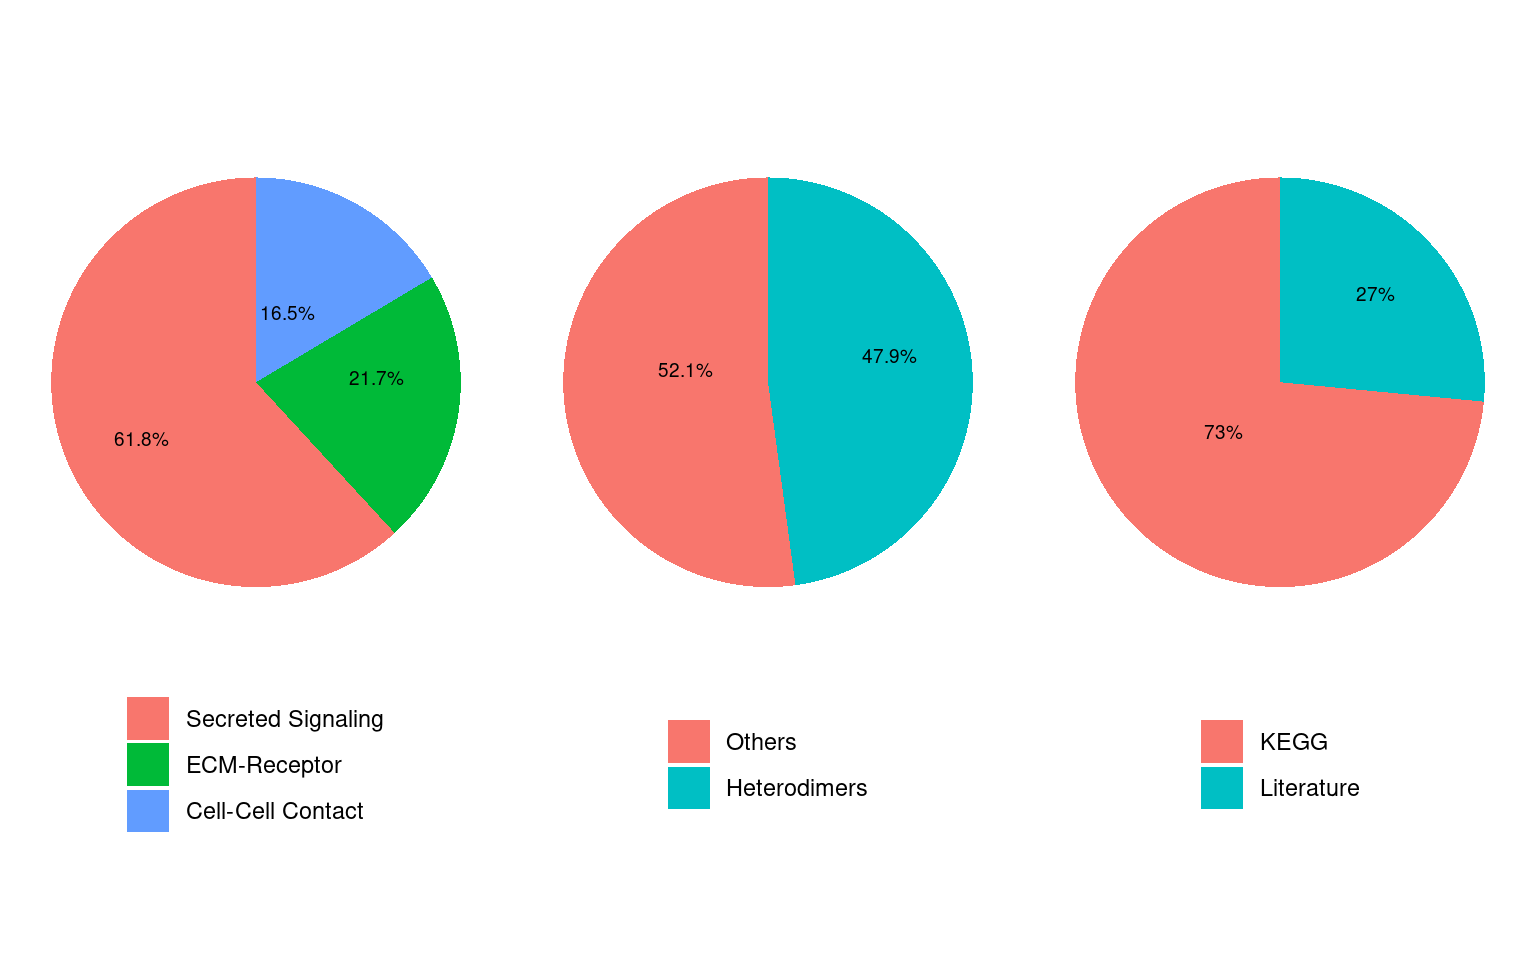 16.5%
21.7%
61.8%
47.9%
52.1%
27%
73%
Secreted Signaling
ECM-Receptor
Cell-Cell Contact
Others
Heterodimers
KEGG
Literature